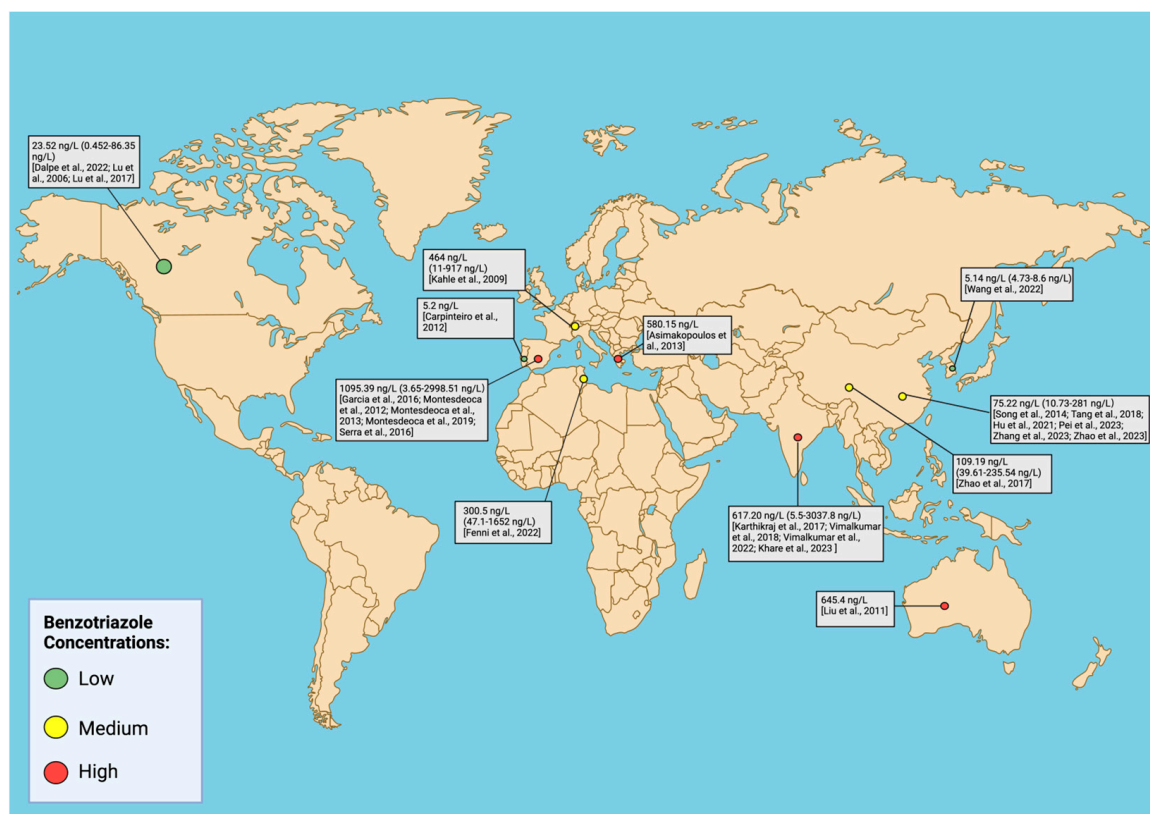 23.52 ng/L (0.452-86.35
ng/L)
[Dalpe et al., 2022; Lu et
al., 2006; Lu et al., 2017]
464 ng/L
(11-917 ng/L)
[Kahle et al., 2009]
5.2 ng/L
[Carpinteiro et al.,
2012]
580.15 ng/L
[Asimakopoulos et
al., 2013]
5.14 ng/L (4.73-8.6 ng/L)
[Wang et al., 2022]
1095.39 ng/L (3.65-2998.51 ng/L)
[Garcia et al., 2016; Montesdeoca
et al., 2012; Montesdeoca et al.,
2013; Montesdeoca et al., 2019;
Serra et al., 2016]
75.22 ng/L (10.73-281 ng/L)
[Song et al., 2014; Tang et al., 2018;
Hu et al., 2021; Pei et al., 2023;
Zhang et al., 2023; Zhao et al., 2023]
109.19 ng/L
(39.61-235.54 ng/L)
[Zhao et al., 2017]
300.5 ng/L
(47.1-1652 ng/L)
[Fenni et al., 2022]
617.20 ng/L (5.5-3037.8 ng/L)
[Karthikraj et al., 2017; Vimalkumar
et al., 2018; Vimalkumar et al.,
2022; Khare et al., 2023 ]
645.4 ng/L
[Liu et al., 2011]
Benzotriazole
Concentrations:
Low
Medium
High